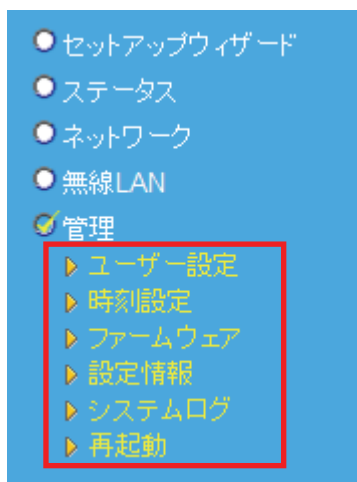 セットアップウィザード
ステータス
ネットワーク
無線LAN
管理
ユーザー設定
時刻設定
ファームウェア
設定情報
システムログ
再起動